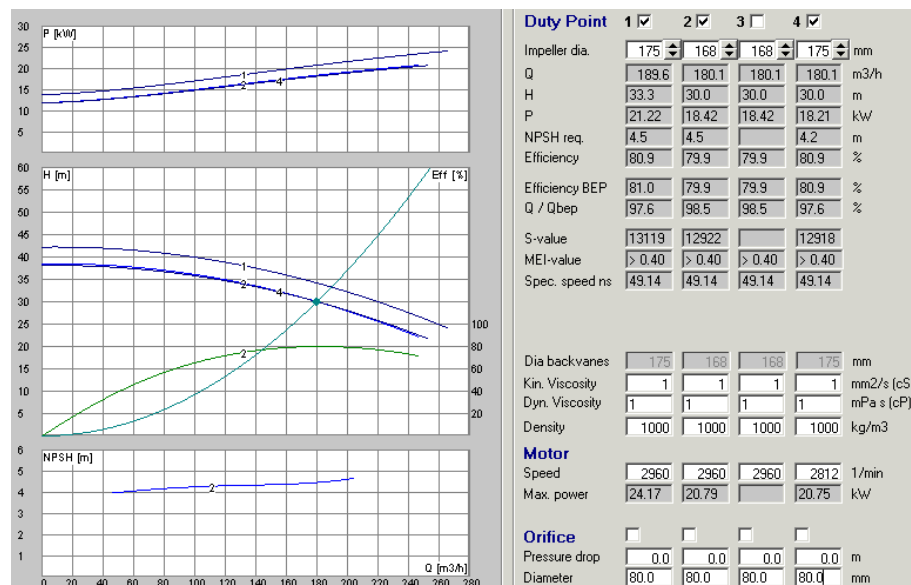 P [kW]
30
25
20
15
10
5
1
2
4
H [m]
Eff [%]
60
55
50
45
40
35
30
25
20
15
10
5
100
80
60
40
20
1
2
4
2
NPSH [m]
6
5
4
3
2
1
2
Q [m3/h]
0 20 40 60 80 100 120 140 160 180 200 220 240 260 280
Duty Point 1 2 3 4
Impeller dia. 175 168 168 175 mm
Q 189.6 180.1 180.1 180.1 m3/h
H 33.3 30.0 30.0 30.0 m
P 21.22 18.42 18.42 18.21 kW
NPSH req. 4.5 4.5 4.2 m
Efficiency 80.9 79.9 79.9 80.9 %
Efficiency BEP 81.0 79.9 79.9 80.9 %
Q / Qbep 97.6 98.5 98.5 97.6 %
S-value 13119 12922 12918
MEI-value > 0.40 > 0.40 > 0.40 > 0.40
Spec. speed ns 49.14 49.14 49.14 49.14
Dia backvanes 175 168 168 175 mm
Kin. Viscosity 1 1 1 1 mm2/s (cS
Dyn. Viscosity 1 1 1 1 mPa s (cP)
Density 1000 1000 1000 1000 kg/m3
Motor
Speed 2960 2960 2960 2812 1/min
Max. power 24.17 20.79 20.75 kW
Orifice
Pressure drop 0.0 0.0 0.0 0.0 m
Diameter 80.0 80.0 80.0 80.0 mm